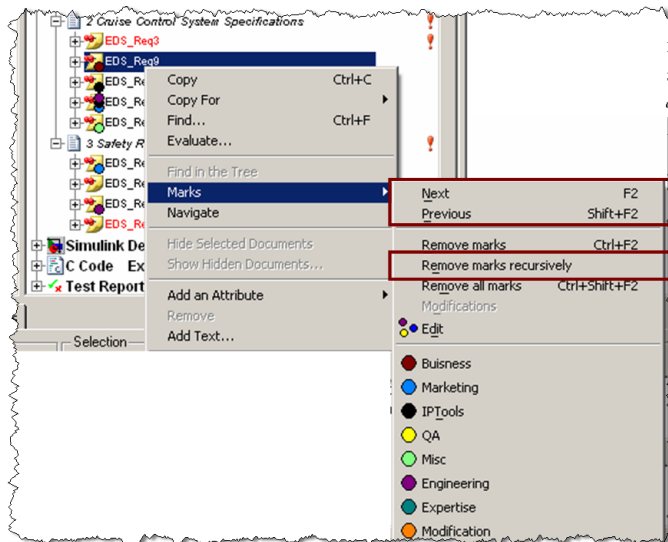 2 Cruise Control System Specifications
EDS_Req3
EDS_Req9
EDS_Re
EDS_Re
EDS_Re
EDS_Re
3 Safety R
EDS_Re
EDS_Re
EDS_Re
EDS_Re
Simulink De
C Code Ex
Test Report
Selection
Copy Ctrl+C
Copy For
Find... Ctrl+F
Evaluate...
Find in the Tree
Marks
Navigate
Hide Selected Documents
Show Hidden Documents...
Add an Attribute
Remove
Add Text...
Next F2
Previous Shift+F2
Remove marks Ctrl+F2
Remove marks recursively
Remove all marks Ctrl+Shift+F2
Modifications
Edit
Buisness
Marketing
IPTools
QA
Misc
Engineering
Expertise
Modification